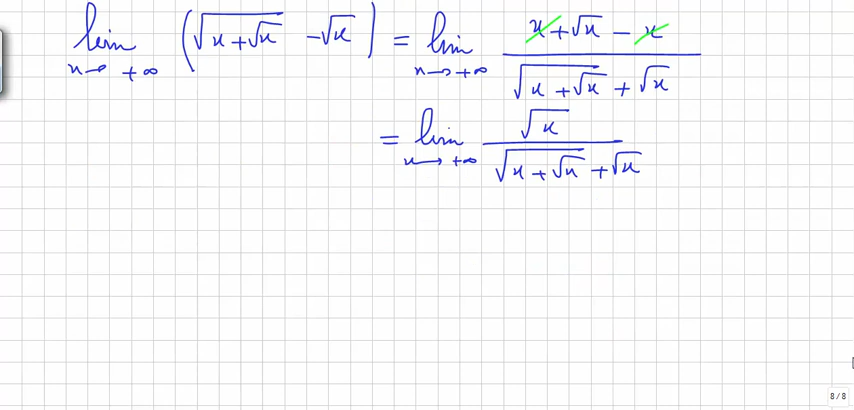 lim x→+∞ (√(x+√x) - √x) = lim x→+∞ (x + √x - x) / (√(x+√x) + √x)
= lim x→+∞ √x / (√(x+√x) + √x)
8/8